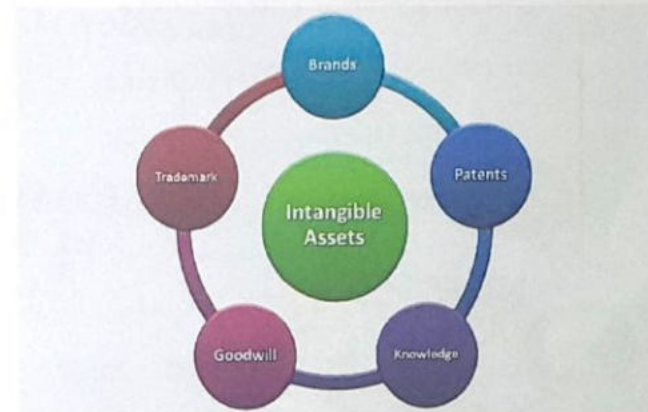 Brands
Patents
Knowledge
Goodwill
Trademark
Intangible
Assets